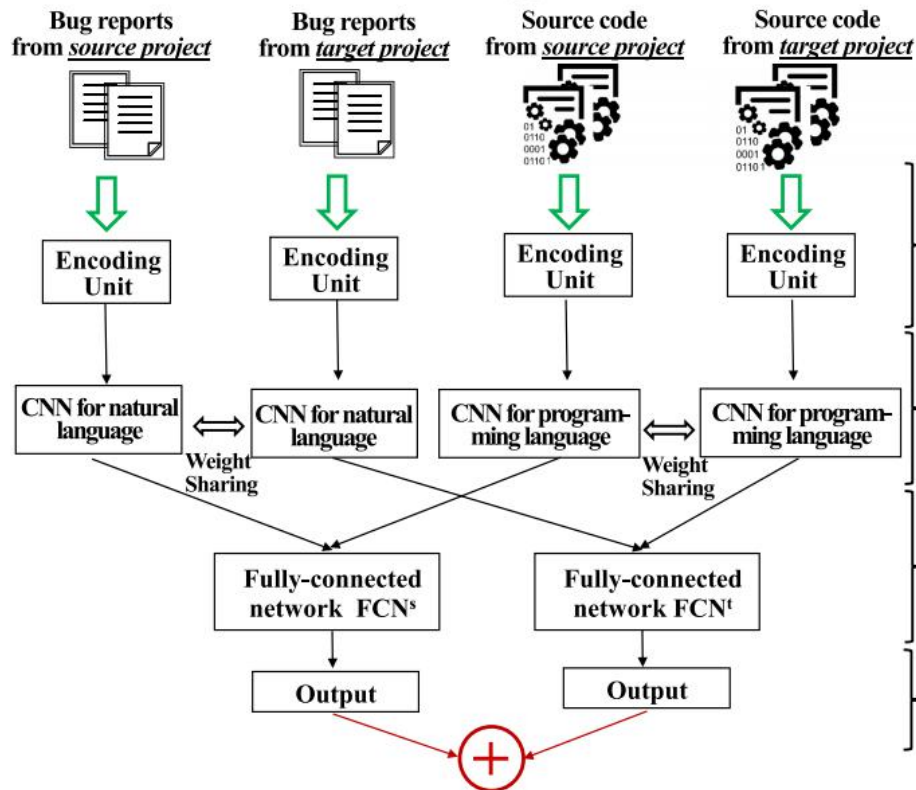 Bug reports
from source project
Bug reports
from target project
Source code
from source project
Source code
from target project
01
0110
0001
01101
01
0110
0001
01101
Encoding
Unit
Encoding
Unit
Encoding
Unit
Encoding
Unit
CNN for natural
language
CNN for natural
language
CNN for program-
ming language
CNN for program-
ming language
Weight
Sharing
Weight
Sharing
Fully-connected
network FCNˢ
Fully-connected
network FCNᵗ
Output
Output